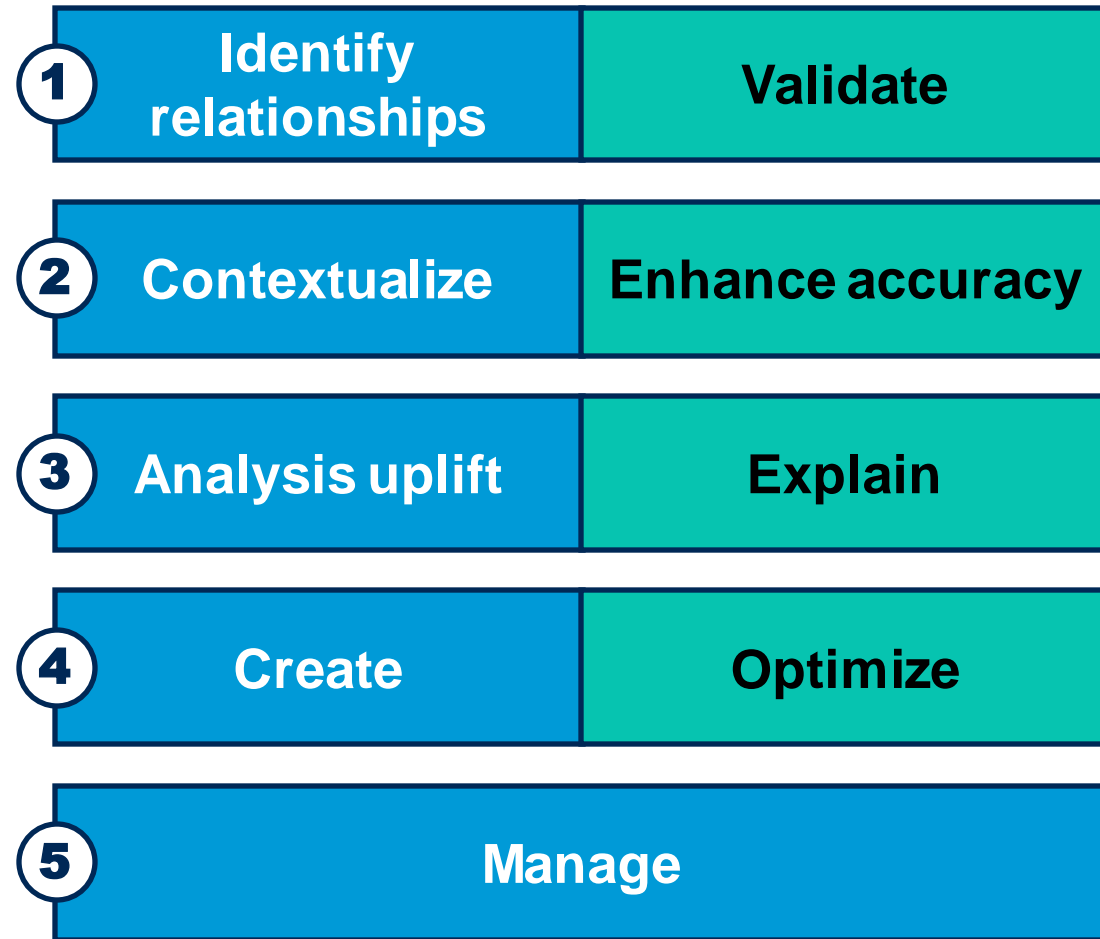 1
Identify
relationships
Validate
2
Contextualize
Enhance accuracy
3
Analysis uplift
Explain
4
Create
Optimize
5
Manage